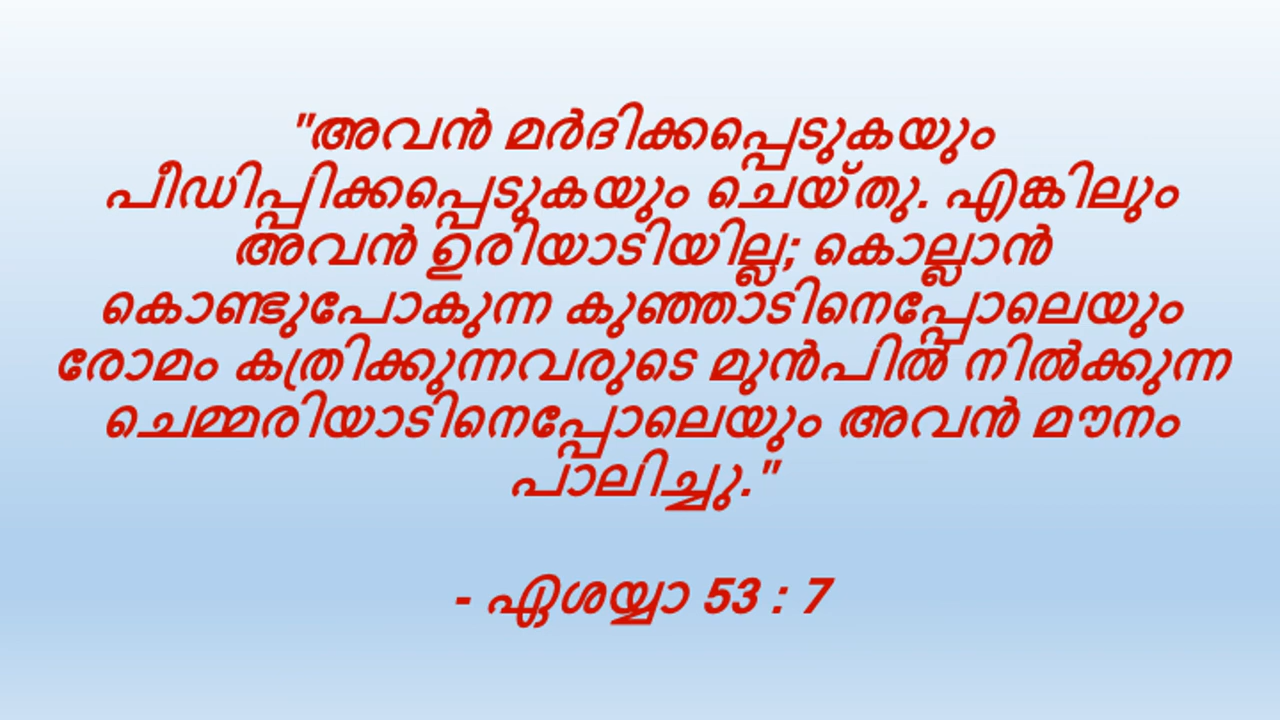 "അവൻ മർദിക്കപ്പെടുകയും
പീഡിപ്പിക്കപ്പെടുകയും ചെയ്തു. എങ്കിലും
അവൻ ഉരിയാടിയില്ല; കൊല്ലാൻ
കൊണ്ടുപോകുന്ന കുഞ്ഞാടിനെപ്പോലെയും
രോമം കത്രിക്കുന്നവരുടെ മുൻപിൽ നിൽക്കുന്ന
ചെമ്മരിയാടിനെപ്പോലെയും അവൻ മൗനം
പാലിച്ചു."
- ഏശയ്യാ 53 : 7